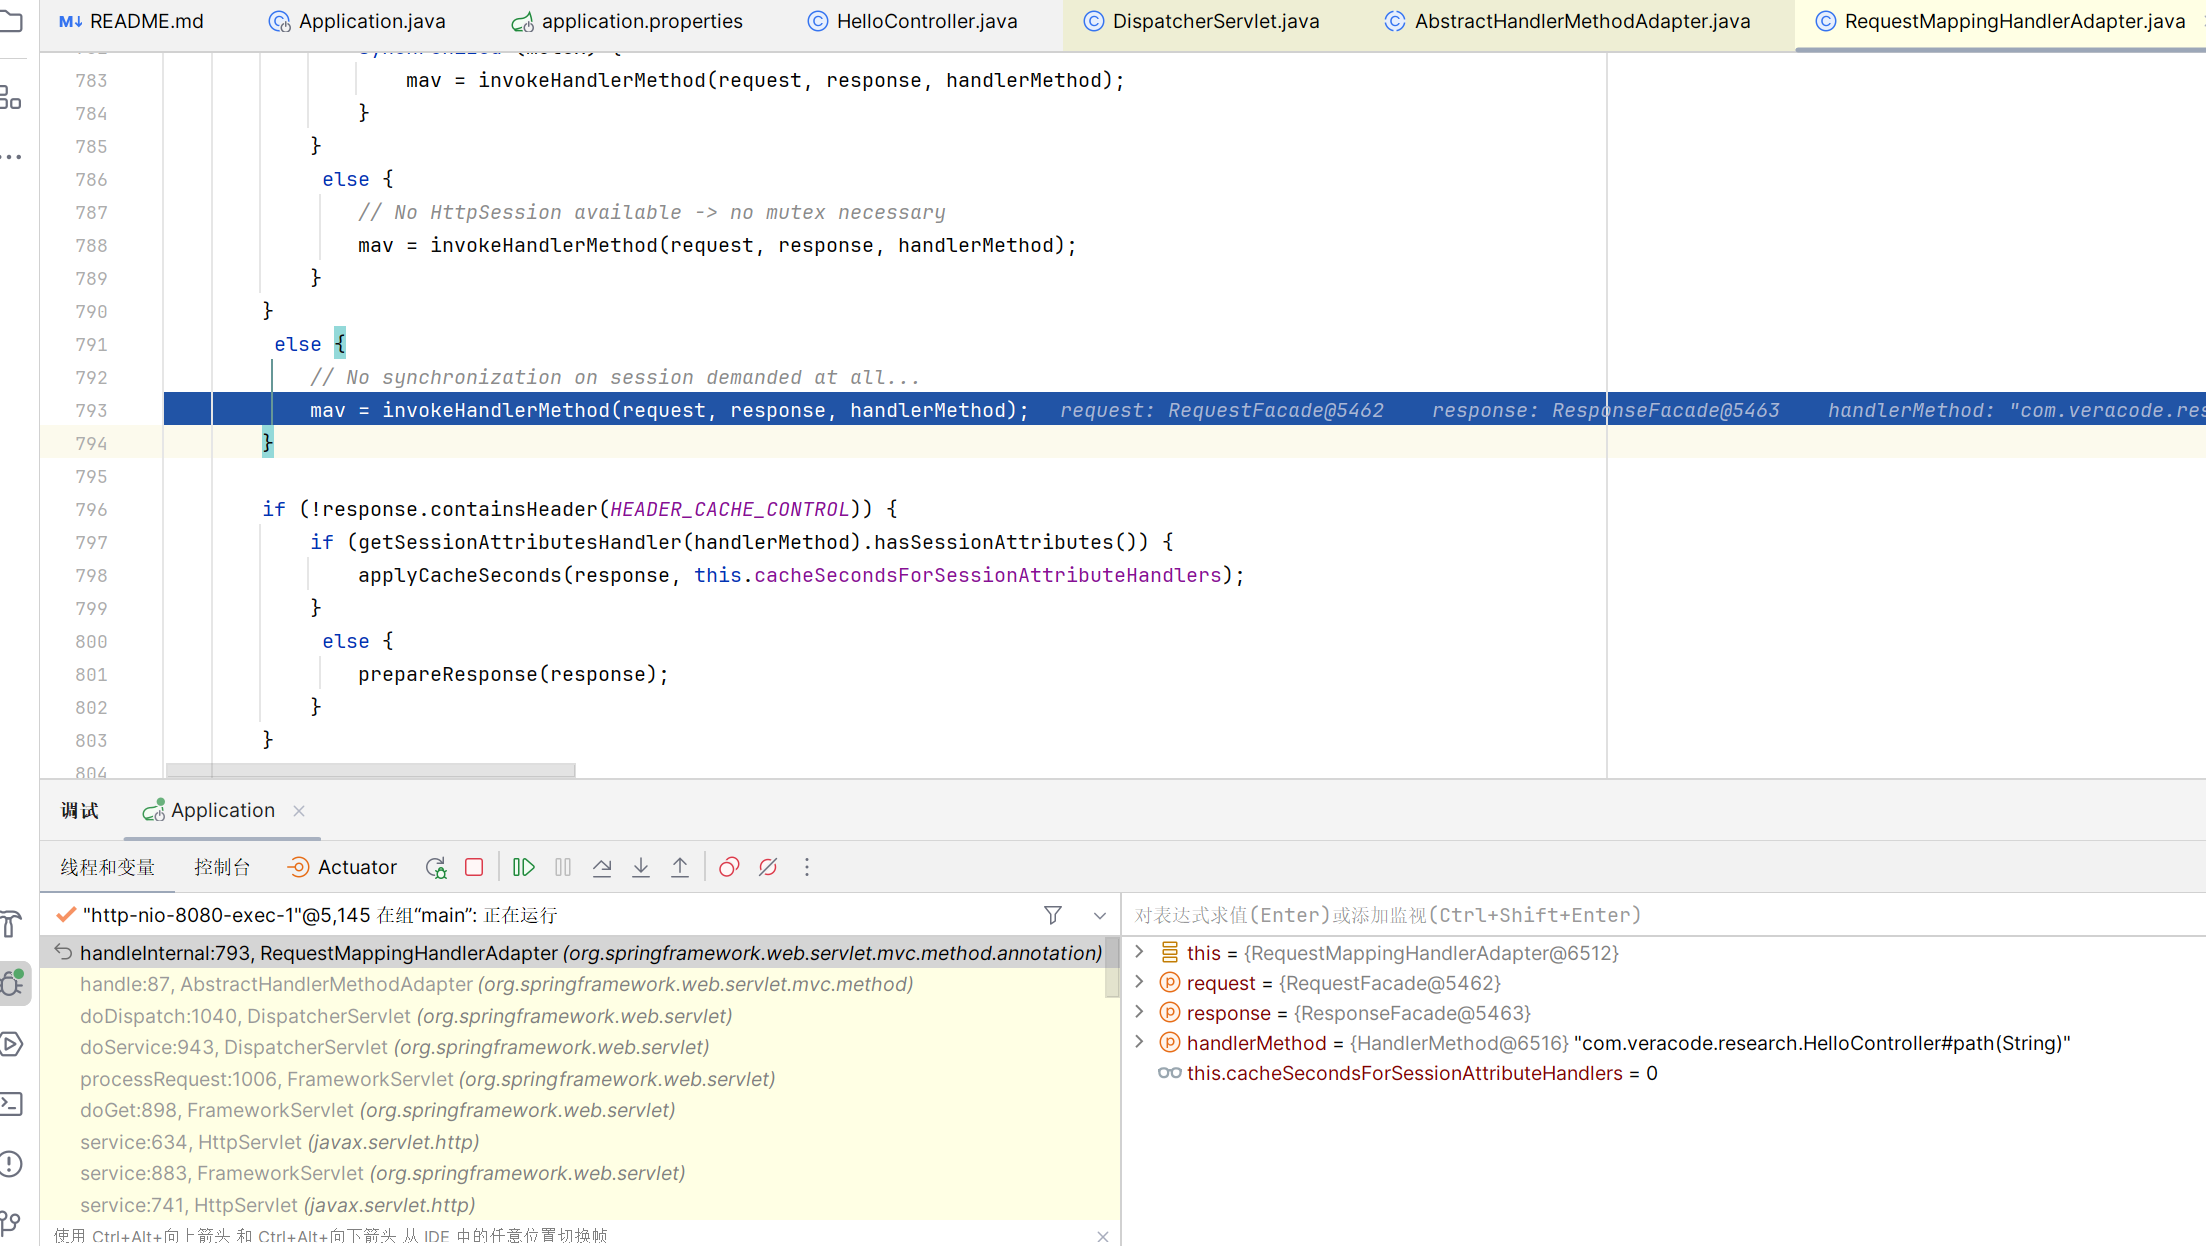 README.md Application.java application.properties HelloController.java DispatcherServlet.java AbstractHandlerMethodAdapter.java RequestMappingHandlerAdapter.java
783 mav = invokeHandlerMethod(request, response, handlerMethod);
784 }
785 }
786 else {
787 // No HttpSession available -> no mutex necessary
788 mav = invokeHandlerMethod(request, response, handlerMethod);
789 }
790 }
791 else {
792 // No synchronization on session demanded at all...
793 mav = invokeHandlerMethod(request, response, handlerMethod); request: RequestFacade@5462 response: ResponseFacade@5463 handlerMethod: "com.veracode.res
794 }
795
796 if (!response.containsHeader(HEADER_CACHE_CONTROL)) {
797 if (getSessionAttributesHandler(handlerMethod).hasSessionAttributes()) {
798 applyCacheSeconds(response, this.cacheSecondsForSessionAttributeHandlers);
799 }
800 else {
801 prepareResponse(response);
802 }
803 }
804
调试 Application
线程和变量 控制台 Actuator
"http-nio-8080-exec-1"@5,145 在组“main”: 正在运行
handleInternal:793, RequestMappingHandlerAdapter (org.springframework.web.servlet.mvc.method.annotation)
handle:87, AbstractHandlerMethodAdapter (org.springframework.web.servlet.mvc.method)
doDispatch:1040, DispatcherServlet (org.springframework.web.servlet)
doService:943, DispatcherServlet (org.springframework.web.servlet)
processRequest:1006, FrameworkServlet (org.springframework.web.servlet)
doGet:898, FrameworkServlet (org.springframework.web.servlet)
service:634, HttpServlet (javax.servlet.http)
service:883, FrameworkServlet (org.springframework.web.servlet)
service:741, HttpServlet (javax.servlet.http)
使用 Ctrl+Alt+向上箭头 和 Ctrl+Alt+向下箭头 从 IDE 中的任意位置切换帧
对表达式求值(Enter)或添加监视(Ctrl+Shift+Enter)
this = {RequestMappingHandlerAdapter@6512}
request = {RequestFacade@5462}
response = {ResponseFacade@5463}
handlerMethod = {HandlerMethod@6516} "com.veracode.research.HelloController#path(String)"
this.cacheSecondsForSessionAttributeHandlers = 0